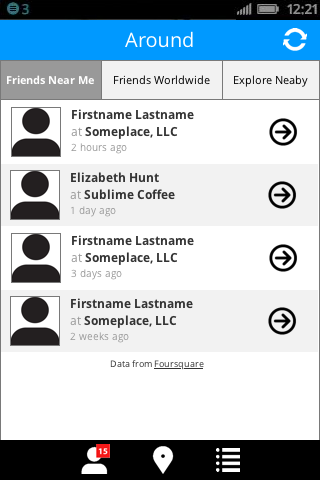 3 12:21
Around
Friends Near Me Friends Worldwide Explore Neaby
Firstname Lastname
at Someplace, LLC
2 hours ago
Elizabeth Hunt
at Sublime Coffee
1 day ago
Firstname Lastname
at Someplace, LLC
3 days ago
Firstname Lastname
at Someplace, LLC
2 weeks ago
Data from Foursquare
15